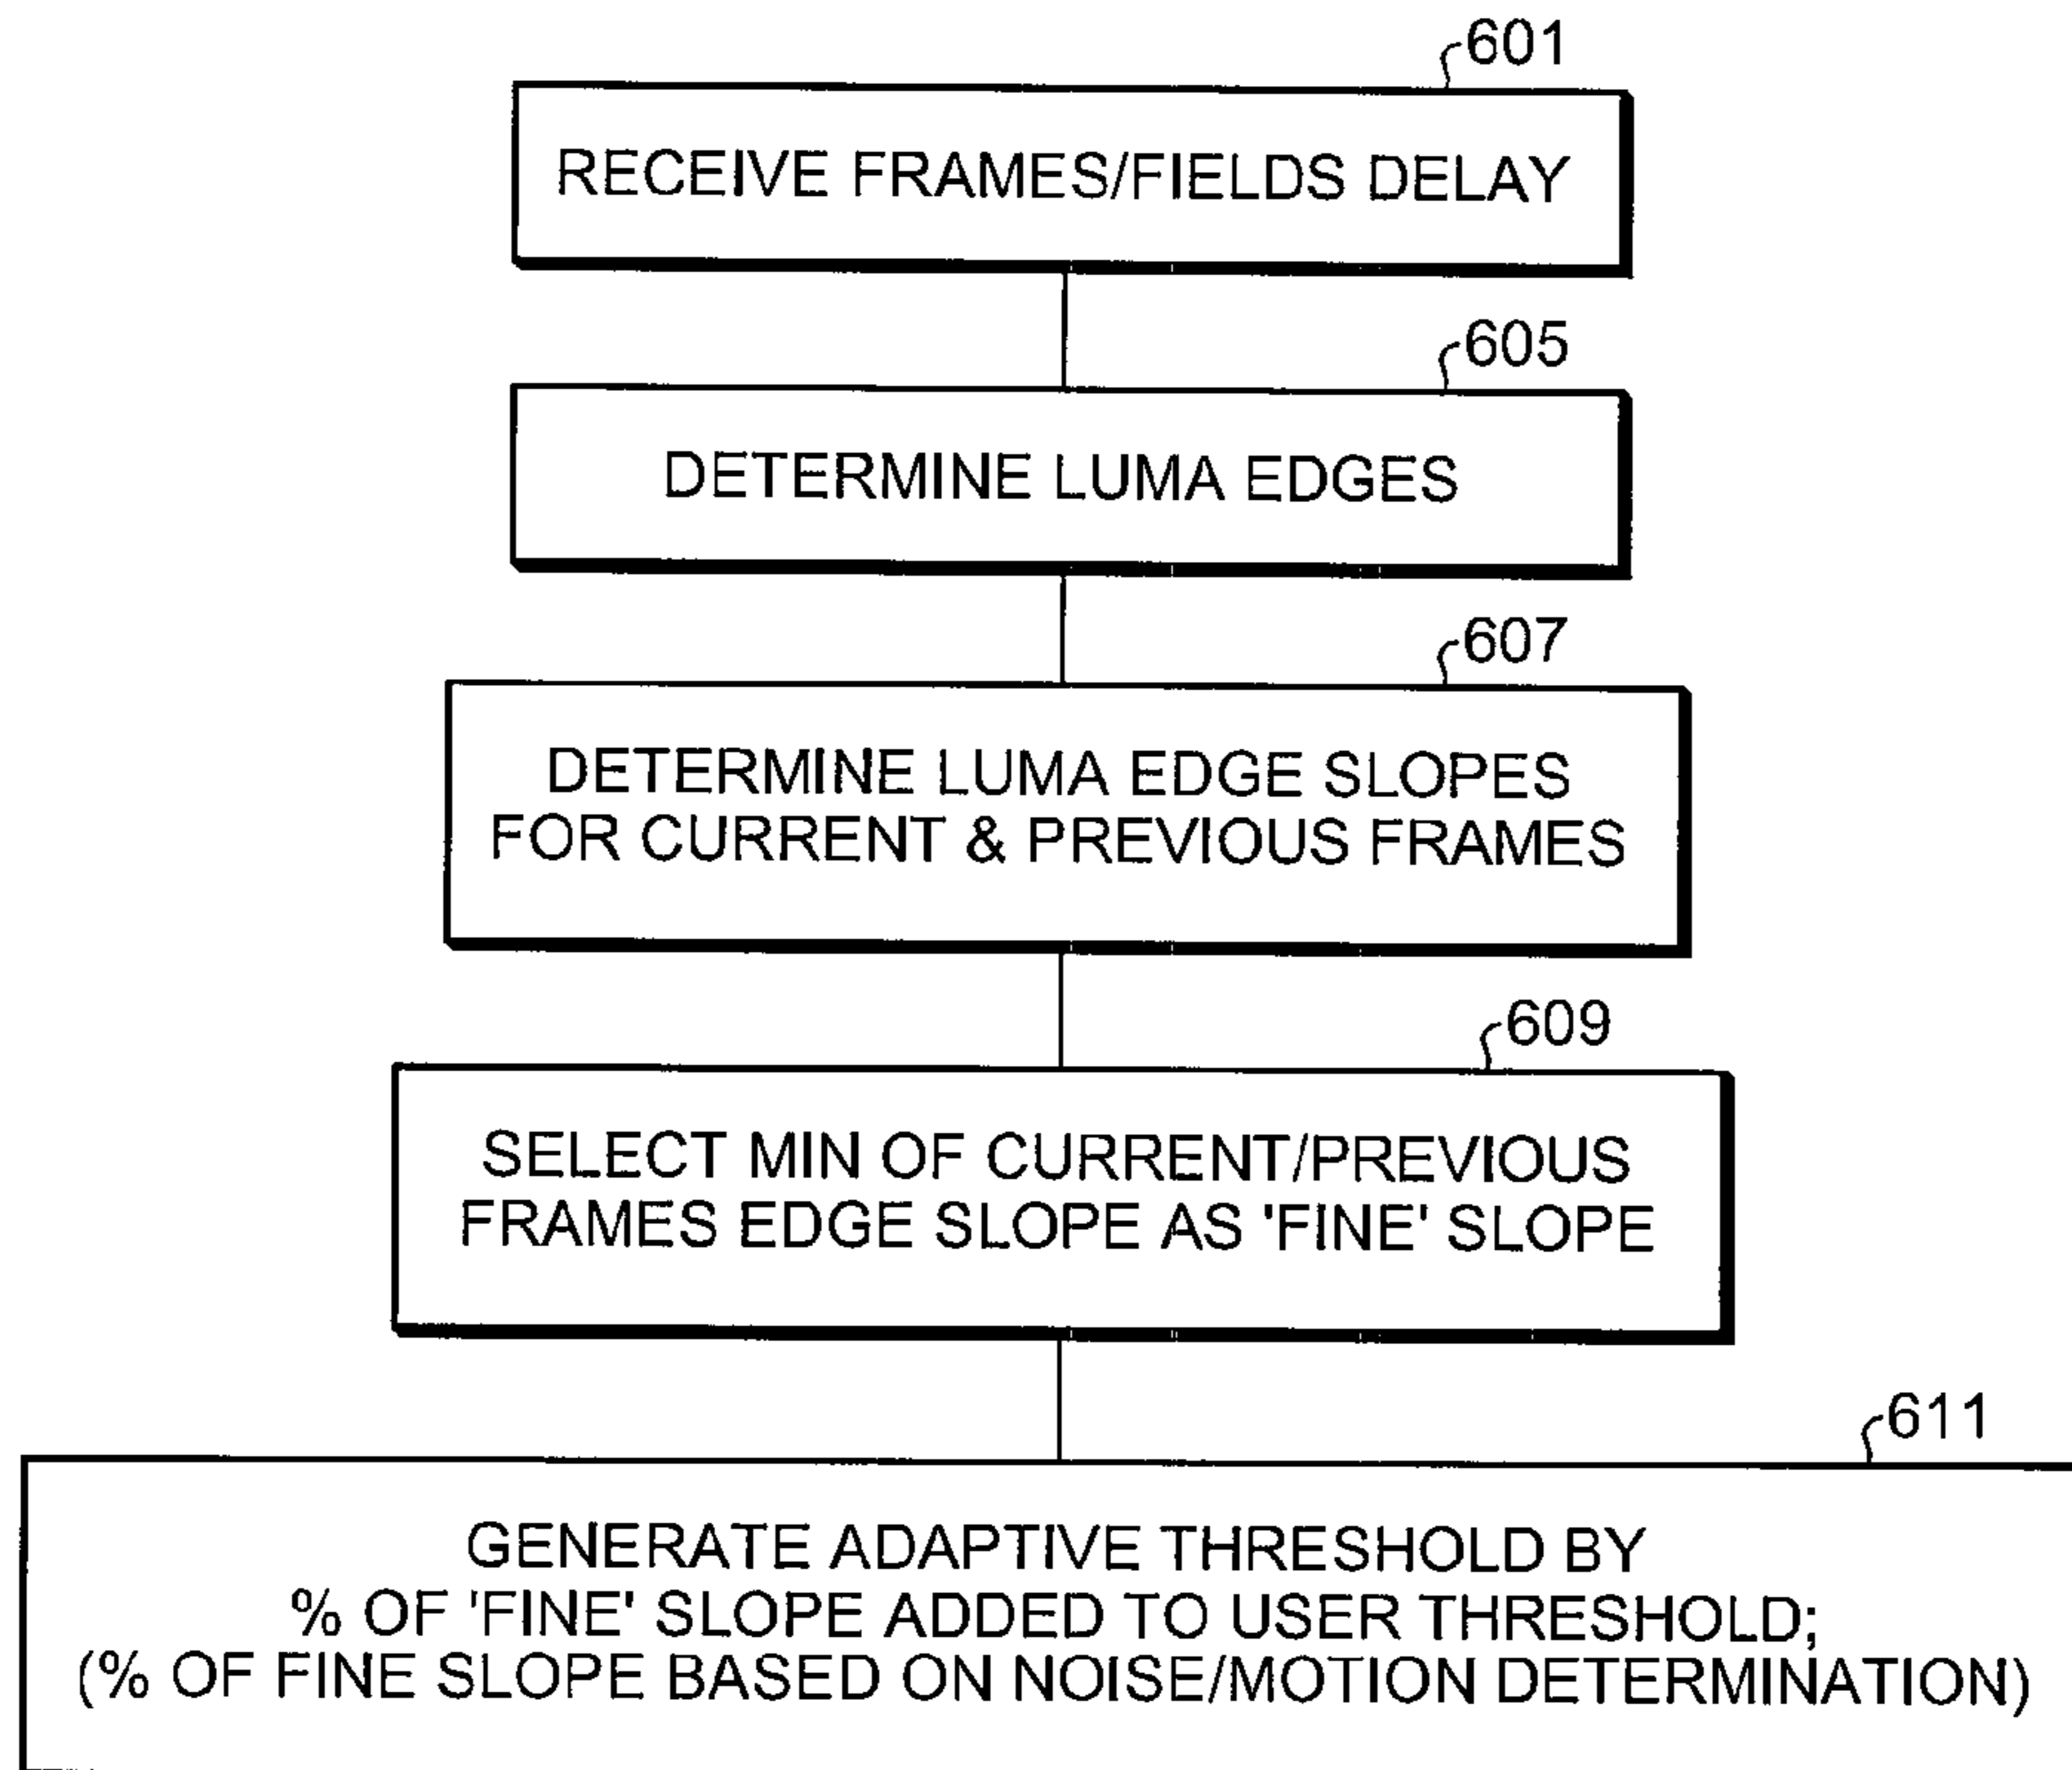 601
RECEIVE FRAMES/FIELDS DELAY
605
DETERMINE LUMA EDGES
607
DETERMINE LUMA EDGE SLOPES
FOR CURRENT & PREVIOUS FRAMES
609
SELECT MIN OF CURRENT/PREVIOUS
FRAMES EDGE SLOPE AS 'FINE' SLOPE
611
GENERATE ADAPTIVE THRESHOLD BY
% OF 'FINE' SLOPE ADDED TO USER THRESHOLD;
(% OF FINE SLOPE BASED ON NOISE/MOTION DETERMINATION)